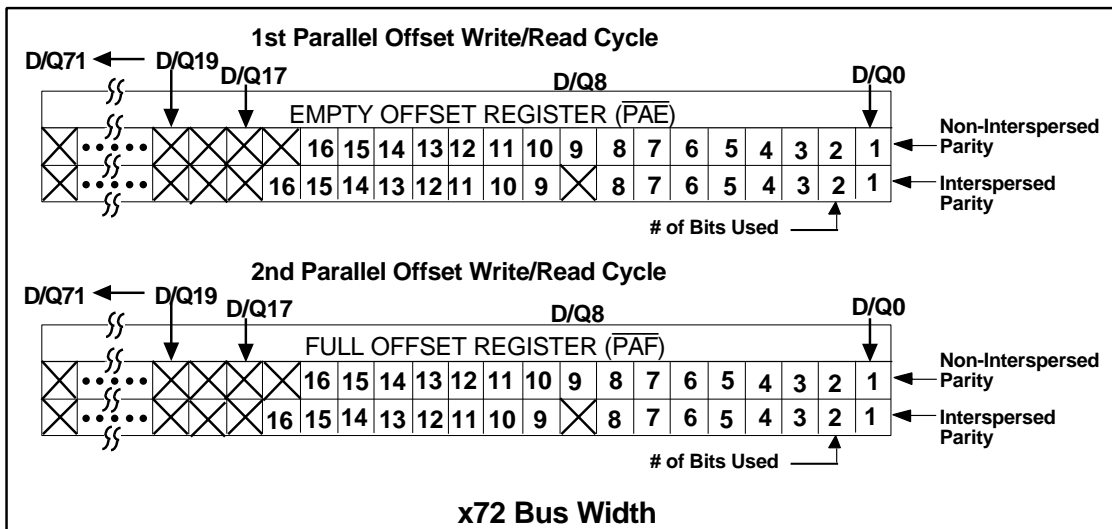 1st Parallel Offset Write/Read Cycle
D/Q71 D/Q19 D/Q17 D/Q8 D/Q0
EMPTY OFFSET REGISTER (PAE)
16 15 14 13 12 11 10 9 8 7 6 5 4 3 2 1 Non-Interspersed Parity
16 15 14 13 12 11 10 9 8 7 6 5 4 3 2 1 Interspersed Parity
# of Bits Used
2nd Parallel Offset Write/Read Cycle
D/Q71 D/Q19 D/Q17 D/Q8 D/Q0
FULL OFFSET REGISTER (PAF)
16 15 14 13 12 11 10 9 8 7 6 5 4 3 2 1 Non-Interspersed Parity
16 15 14 13 12 11 10 9 8 7 6 5 4 3 2 1 Interspersed Parity
# of Bits Used
x72 Bus Width